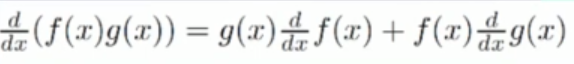 d/dx (f(x)g(x)) = g(x) d/dx f(x) + f(x) d/dx g(x)